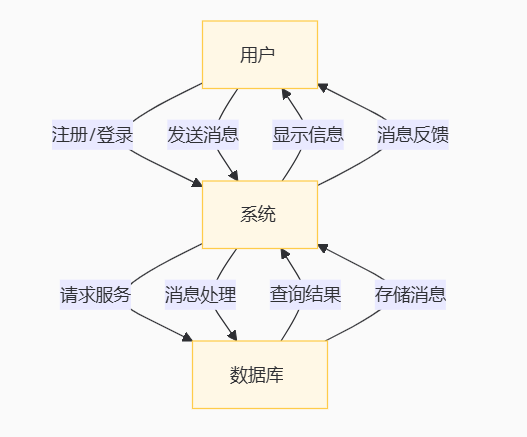 用户
注册/登录
发送消息
显示信息
消息反馈
系统
请求服务
消息处理
查询结果
存储消息
数据库